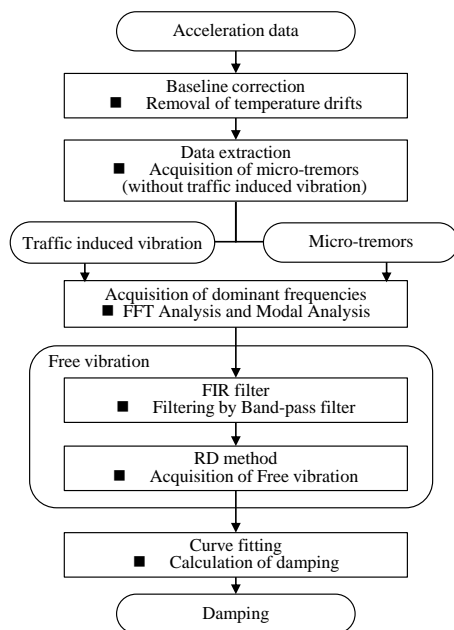 Acceleration data
Baseline correction
■ Removal of temperature drifts
Data extraction
■ Acquisition of micro-tremors
(without traffic induced vibration)
Traffic induced vibration
Micro-tremors
Acquisition of dominant frequencies
■ FFT Analysis and Modal Analysis
Free vibration
FIR filter
■ Filtering by Band-pass filter
RD method
■ Acquisition of Free vibration
Curve fitting
■ Calculation of damping
Damping